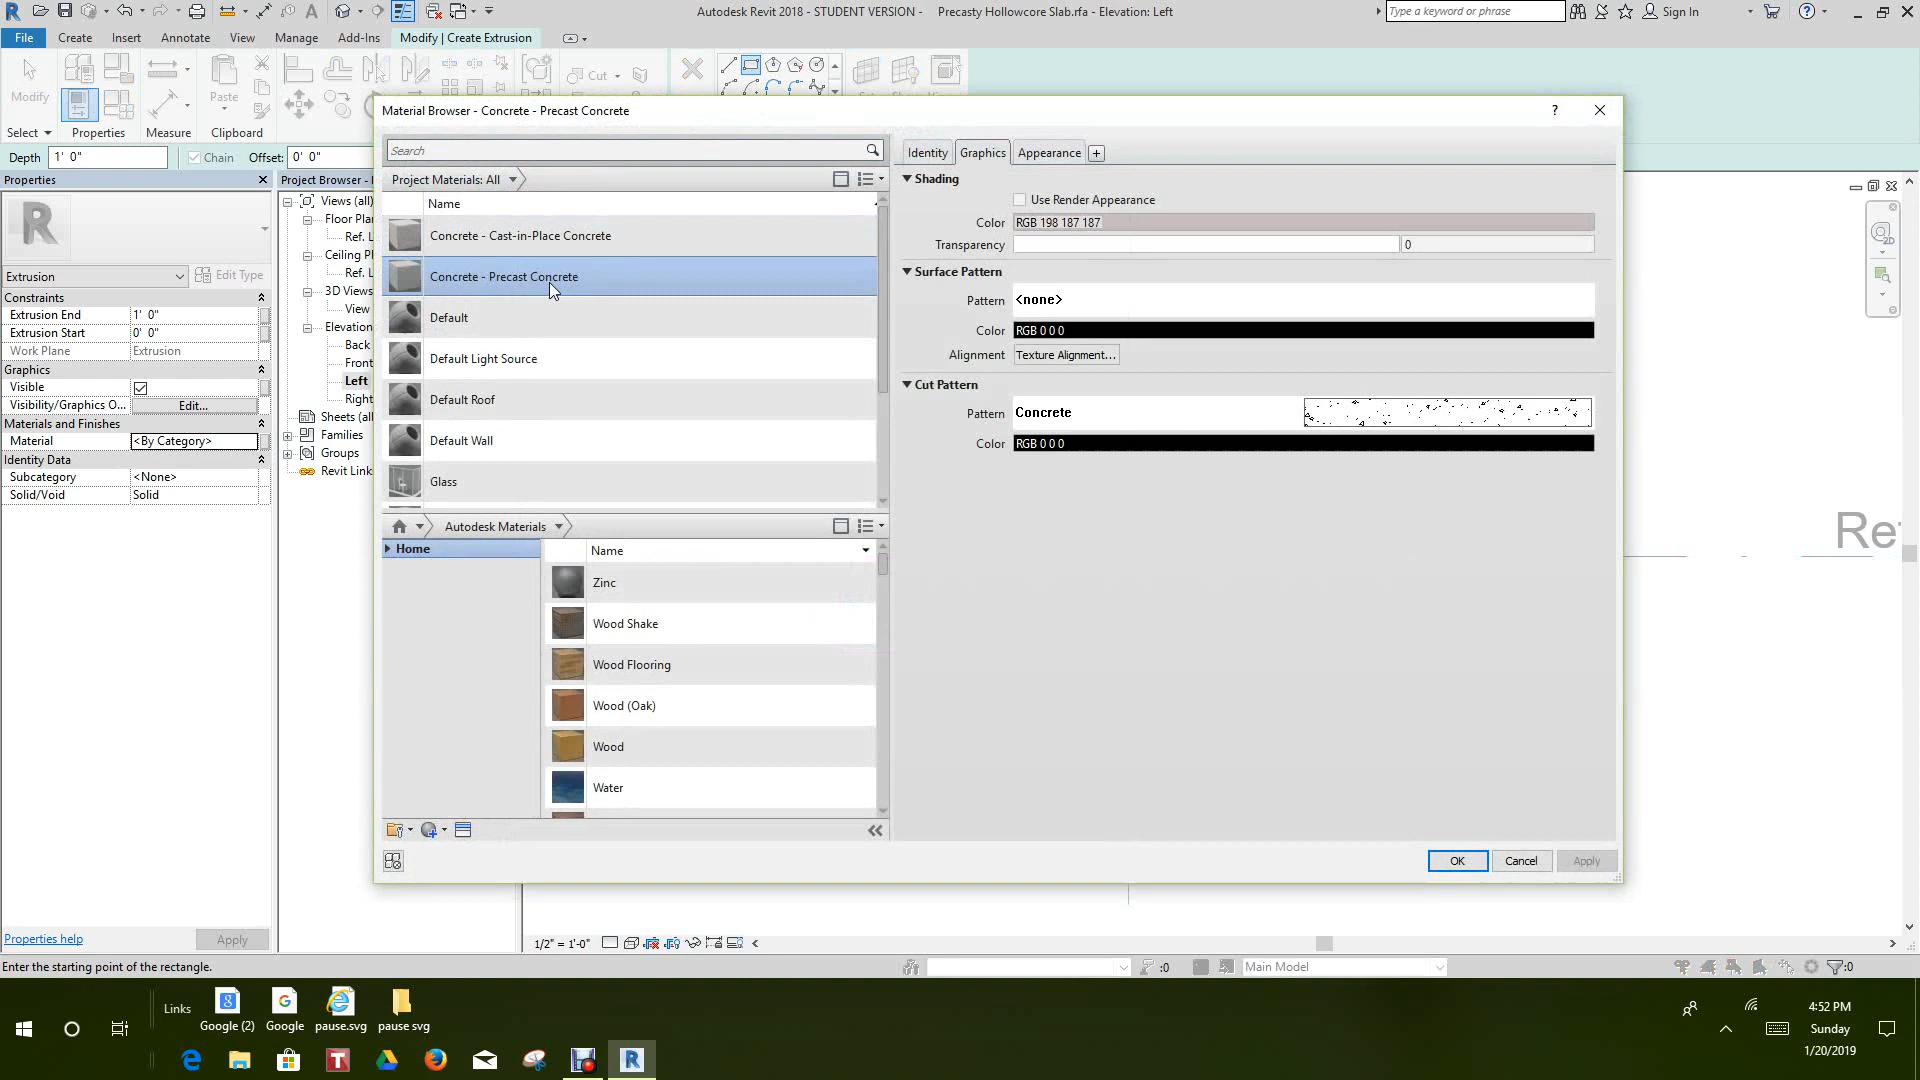 Autodesk Revit 2018 - STUDENT VERSION - Precasty Hollowcore Slab.rfa - Elevation: Left
Type a keyword or phrase
Sign In
File Create Insert Annotate View Manage Add-Ins Modify | Create Extrusion
Modify
Paste
Cut
Select Properties Clipboard Measure
Depth 1' 0" Chain Offset: 0' 0"
Properties
Project Browser -
Extrusion
Edit Type
Constraints
Extrusion End 1' 0"
Extrusion Start 0' 0"
Work Plane Extrusion
Graphics
Visible
Visibility/Graphics O... Edit...
Materials and Finishes
Material <By Category>
Identity Data
Subcategory <None>
Solid/Void Solid
Properties help
Apply
Views (all)
Floor Plan
Ref. L
Ceiling Pl
Ref. L
3D Views
View
Elevation
Back
Front
Left
Right
Sheets (all
Families
Groups
Revit Link
Material Browser - Concrete - Precast Concrete
?
Search
Project Materials: All
Name
Concrete - Cast-in-Place Concrete
Concrete - Precast Concrete
Default
Default Light Source
Default Roof
Default Wall
Glass
Autodesk Materials
Home
Name
Zinc
Wood Shake
Wood Flooring
Wood (Oak)
Wood
Water
Identity Graphics Appearance +
Shading
Use Render Appearance
Color RGB 198 187 187
Transparency 0
Surface Pattern
Pattern <none>
Color RGB 0 0 0
Alignment Texture Alignment...
Cut Pattern
Pattern Concrete
Color RGB 0 0 0
OK Cancel Apply
Ref
2D
1/2" = 1'-0"
Enter the starting point of the rectangle.
:0
Main Model
:0
Links
Google (2) Google pause.svg pause svg
4:52 PM
Sunday
1/20/2019